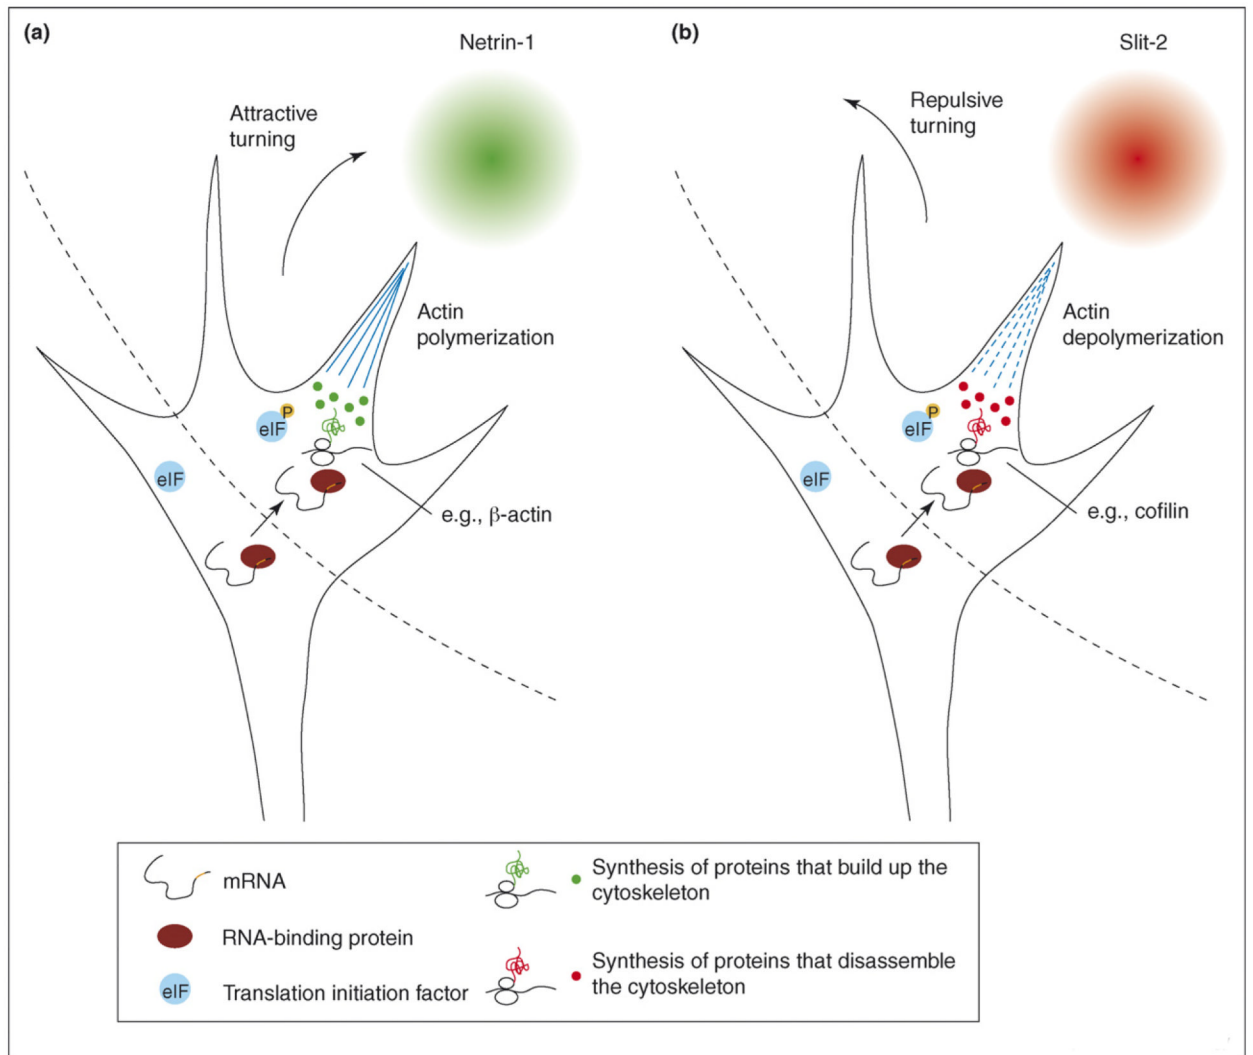 (a)
Netrin-1
Attractive
turning
Actin
polymerization
P
eIF
eIF
e.g., β-actin
(b)
Slit-2
Repulsive
turning
Actin
depolymerization
P
eIF
eIF
e.g., cofilin
mRNA
RNA-binding protein
eIF
Translation initiation factor
Synthesis of proteins that build up the
cytoskeleton
Synthesis of proteins that disassemble
the cytoskeleton